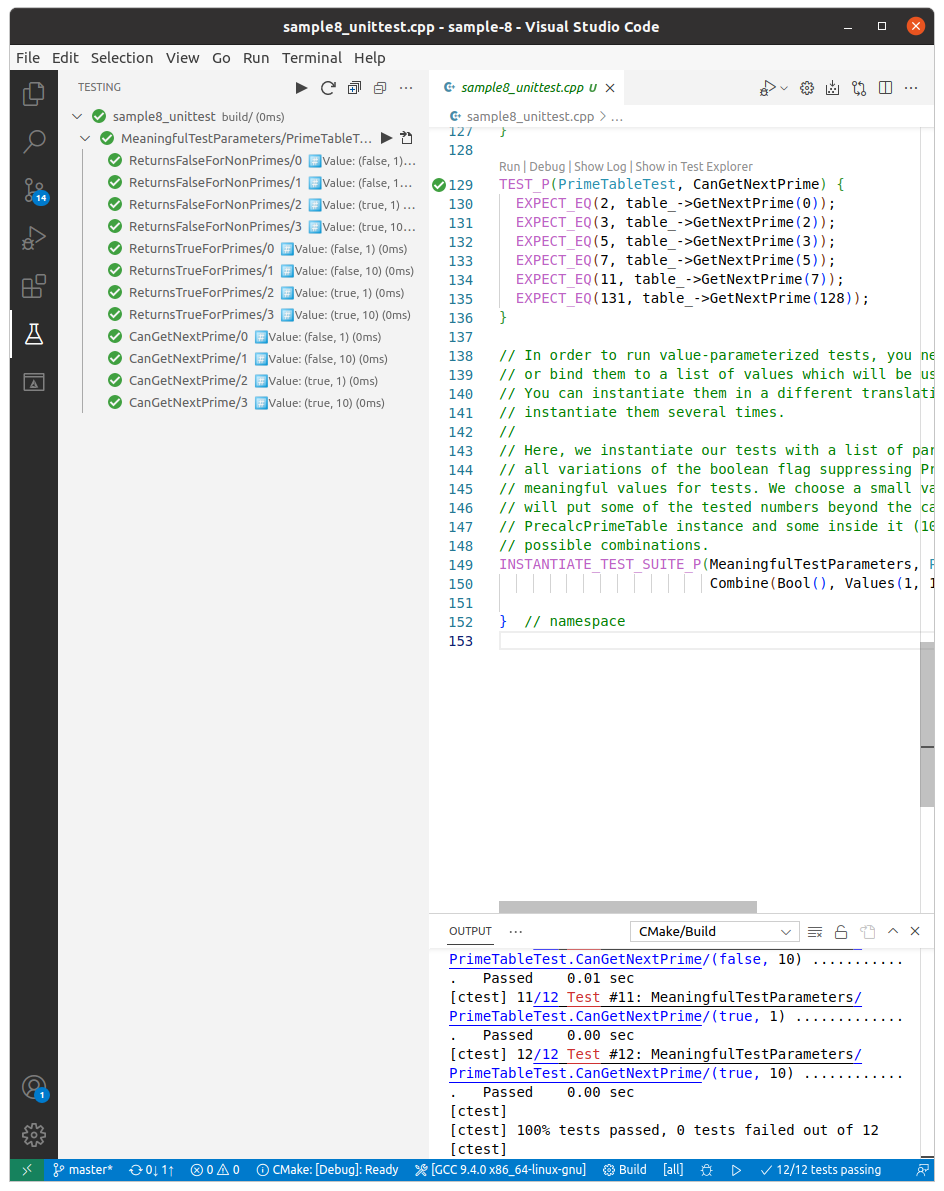 sample8_unittest.cpp - sample-8 - Visual Studio Code
File Edit Selection View Go Run Terminal Help
TESTING
sample8_unittest build/ (0ms)
MeaningfulTestParameters/PrimeTableT...
ReturnsFalseForNonPrimes/0 #Value: (false, 1)...
ReturnsFalseForNonPrimes/1 #Value: (false, 1...
ReturnsFalseForNonPrimes/2 #Value: (true, 1) ...
ReturnsFalseForNonPrimes/3 #Value: (true, 10...
ReturnsTrueForPrimes/0 #Value: (false, 1) (0ms)
ReturnsTrueForPrimes/1 #Value: (false, 10) (0ms)
ReturnsTrueForPrimes/2 #Value: (true, 1) (0ms)
ReturnsTrueForPrimes/3 #Value: (true, 10) (0ms)
CanGetNextPrime/0 #Value: (false, 1) (0ms)
CanGetNextPrime/1 #Value: (false, 10) (0ms)
CanGetNextPrime/2 #Value: (true, 1) (0ms)
CanGetNextPrime/3 #Value: (true, 10) (0ms)
14
1
sample8_unittest.cpp U
sample8_unittest.cpp > ...
127 }
128
Run | Debug | Show Log | Show in Test Explorer
129 TEST_P(PrimeTableTest, CanGetNextPrime) {
130 EXPECT_EQ(2, table_->GetNextPrime(0));
131 EXPECT_EQ(3, table_->GetNextPrime(2));
132 EXPECT_EQ(5, table_->GetNextPrime(3));
133 EXPECT_EQ(7, table_->GetNextPrime(5));
134 EXPECT_EQ(11, table_->GetNextPrime(7));
135 EXPECT_EQ(131, table_->GetNextPrime(128));
136 }
137
138 // In order to run value-parameterized tests, you ne
139 // or bind them to a list of values which will be us
140 // You can instantiate them in a different translati
141 // instantiate them several times.
142 //
143 // Here, we instantiate our tests with a list of par
144 // all variations of the boolean flag suppressing Pr
145 // meaningful values for tests. We choose a small va
146 // will put some of the tested numbers beyond the ca
147 // PrecalcPrimeTable instance and some inside it (10
148 // possible combinations.
149 INSTANTIATE_TEST_SUITE_P(MeaningfulTestParameters, P
150 Combine(Bool(), Values(1, 1
151
152 } // namespace
153
OUTPUT ... CMake/Build
PrimeTableTest.CanGetNextPrime/(false, 10) ...........
. Passed 0.01 sec
[ctest] 11/12 Test #11: MeaningfulTestParameters/
PrimeTableTest.CanGetNextPrime/(true, 1) .............
. Passed 0.00 sec
[ctest] 12/12 Test #12: MeaningfulTestParameters/
PrimeTableTest.CanGetNextPrime/(true, 10) ............
. Passed 0.00 sec
[ctest]
[ctest] 100% tests passed, 0 tests failed out of 12
[ctest]
master* 0↓ 1↑ 0 0 CMake: [Debug]: Ready [GCC 9.4.0 x86_64-linux-gnu] Build [all] 12/12 tests passing